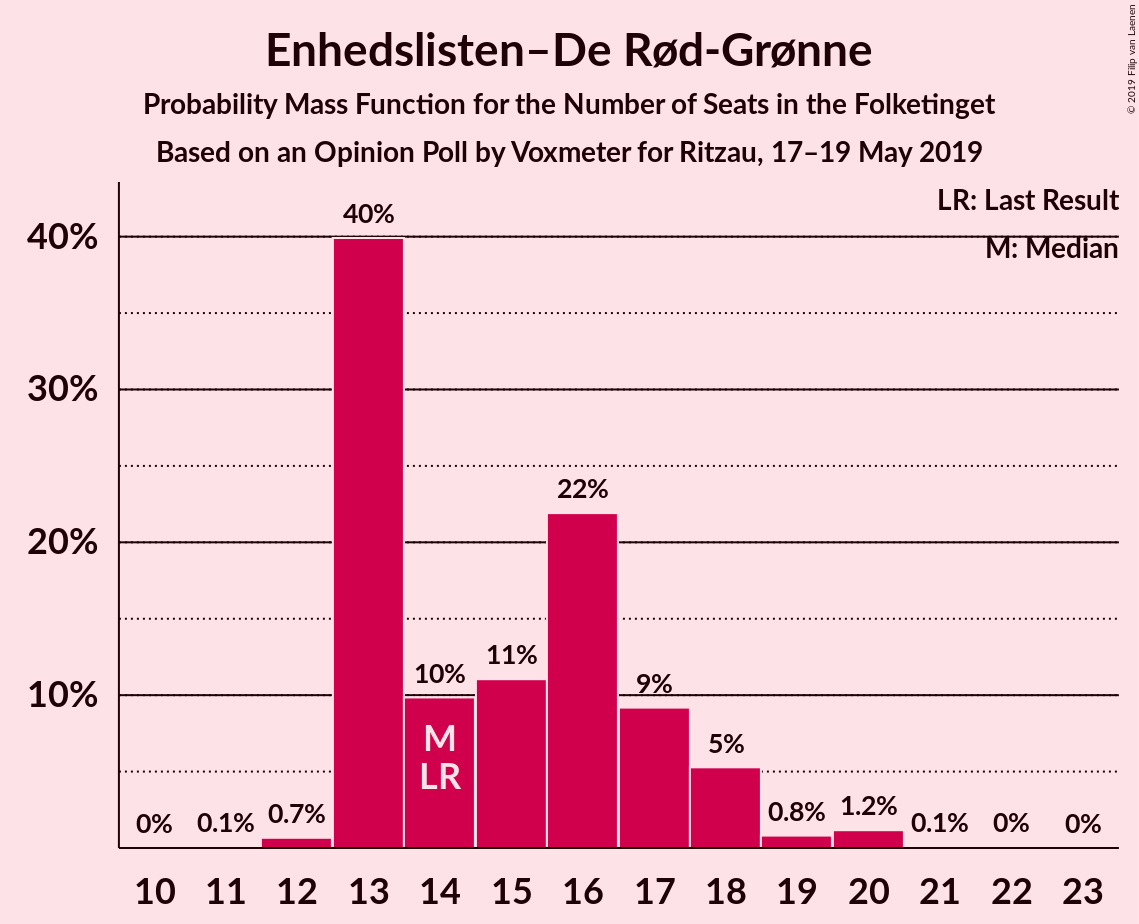 Enhedslisten–De Rød-Grønne
Probability Mass Function for the Number of Seats in the Folketinget
Based on an Opinion Poll by Voxmeter for Ritzau, 17–19 May 2019
© 2019 Filip van Laenen
LR: Last Result
M: Median
40%
30%
20%
10%
0%
0.1%
0.7%
40%
10%
11%
22%
9%
5%
0.8%
1.2%
0.1%
0%
0%
M
LR
10 11 12 13 14 15 16 17 18 19 20 21 22 23